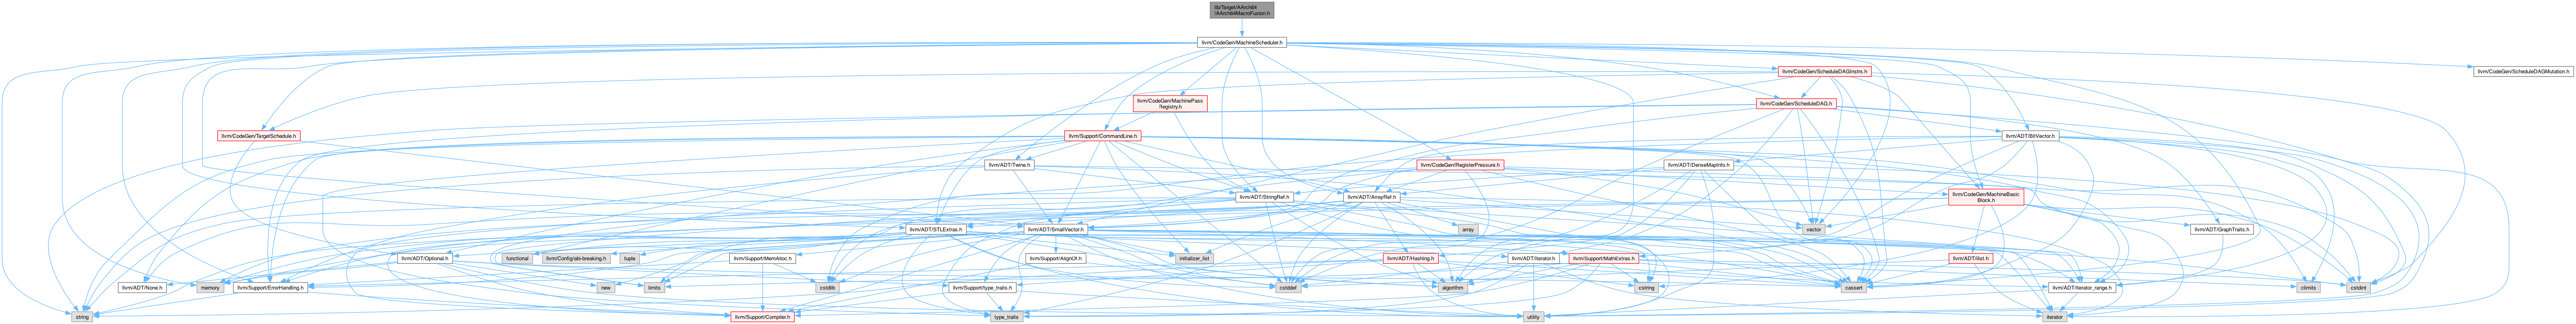 lib/Target/AArch64
/AArch64MacroFusion.h
llvm/CodeGen/MachineScheduler.h
llvm/CodeGen/ScheduleDAGInstrs.h
llvm/CodeGen/ScheduleDAGMutation.h
llvm/CodeGen/MachinePass
Registry.h
llvm/CodeGen/ScheduleDAG.h
llvm/CodeGen/TargetSchedule.h
llvm/Support/CommandLine.h
llvm/ADT/BitVector.h
llvm/ADT/Twine.h
llvm/CodeGen/RegisterPressure.h
llvm/ADT/DenseMapInfo.h
llvm/ADT/StringRef.h
llvm/ADT/ArrayRef.h
llvm/CodeGen/MachineBasic
Block.h
llvm/ADT/STLExtras.h
llvm/ADT/SmallVector.h
array
vector
llvm/ADT/GraphTraits.h
llvm/ADT/Optional.h
functional
llvm/Config/abi-breaking.h
tuple
llvm/Support/MemAlloc.h
llvm/Support/AlignOf.h
initializer_list
llvm/ADT/Hashing.h
llvm/ADT/iterator.h
llvm/Support/MathExtras.h
llvm/ADT/ilist.h
llvm/ADT/None.h
memory
llvm/Support/ErrorHandling.h
new
limits
cstdlib
llvm/Support/type_traits.h
cstddef
algorithm
cstring
cassert
llvm/ADT/iterator_range.h
climits
cstdint
string
llvm/Support/Compiler.h
type_traits
utility
iterator